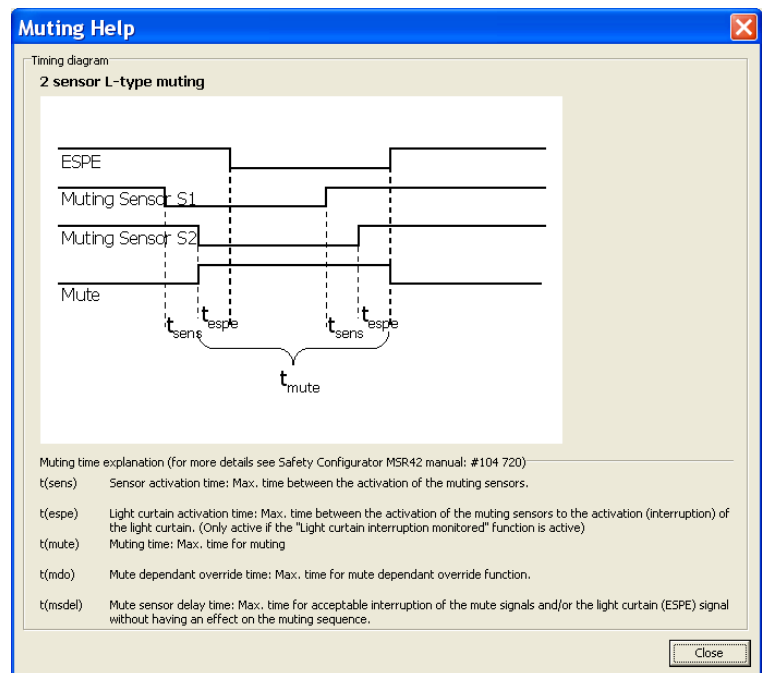 Muting Help
Timing diagram
2 sensor L-type muting
ESPE
Muting Sensor S1
Muting Sensor S2
Mute
tsens
tespe
tsens
tespe
tmute
Muting time explanation (for more details see Safety Configurator MSR42 manual: #104 720)
t(sens) Sensor activation time: Max. time between the activation of the muting sensors.
t(espe) Light curtain activation time: Max. time between the activation of the muting sensors to the activation (interruption) of
the light curtain. (Only active if the "Light curtain interruption monitored" function is active)
t(mute) Muting time: Max. time for muting
t(mdo) Mute dependant override time: Max. time for mute dependant override function.
t(msdel) Mute sensor delay time: Max. time for acceptable interruption of the mute signals and/or the light curtain (ESPE) signal
without having an effect on the muting sequence.
Close